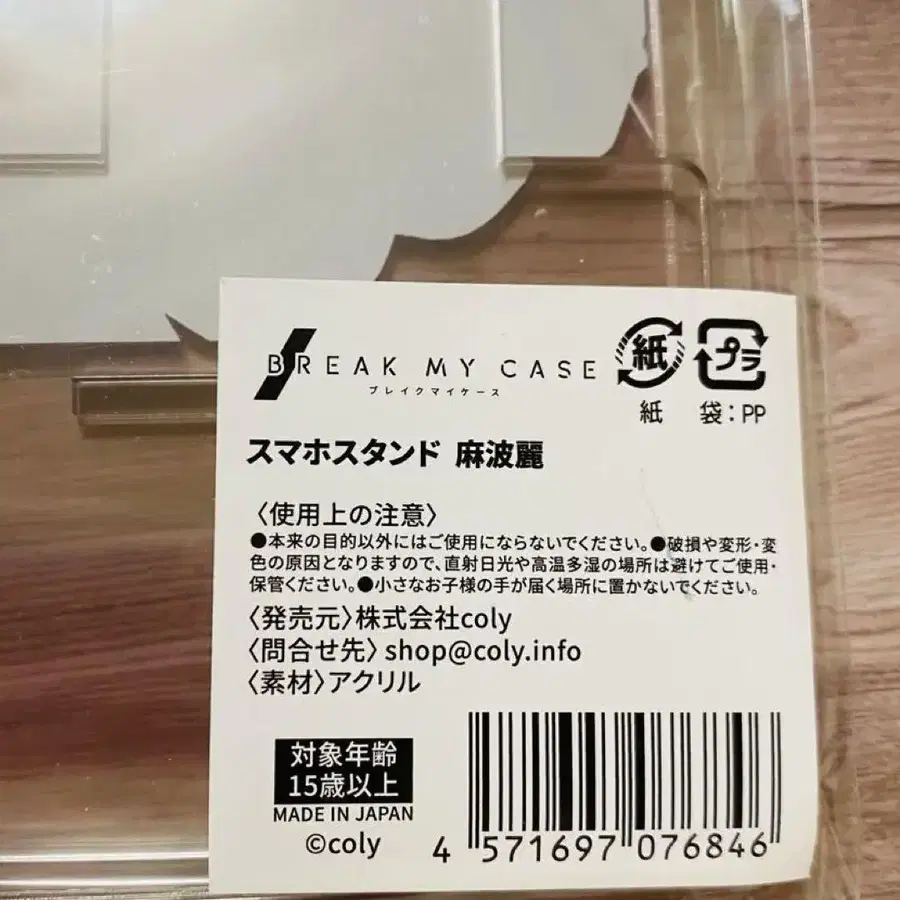 BREAK MY CASE
ブレイクマイケース
紙 プラ
紙 袋：PP
スマホスタンド 麻波麗
〈使用上の注意〉
●本来の目的以外にはご使用にならないでください。●破損や変形・変
色の原因となりますので、直射日光や高温多湿の場所は避けてご使用・
保管ください。●小さなお子様の手が届く場所に置かないでください。
〈発売元〉株式会社coly
〈問合せ先〉shop@coly.info
〈素材〉アクリル
対象年齢
15歳以上
MADE IN JAPAN
©coly
4 571697 076846